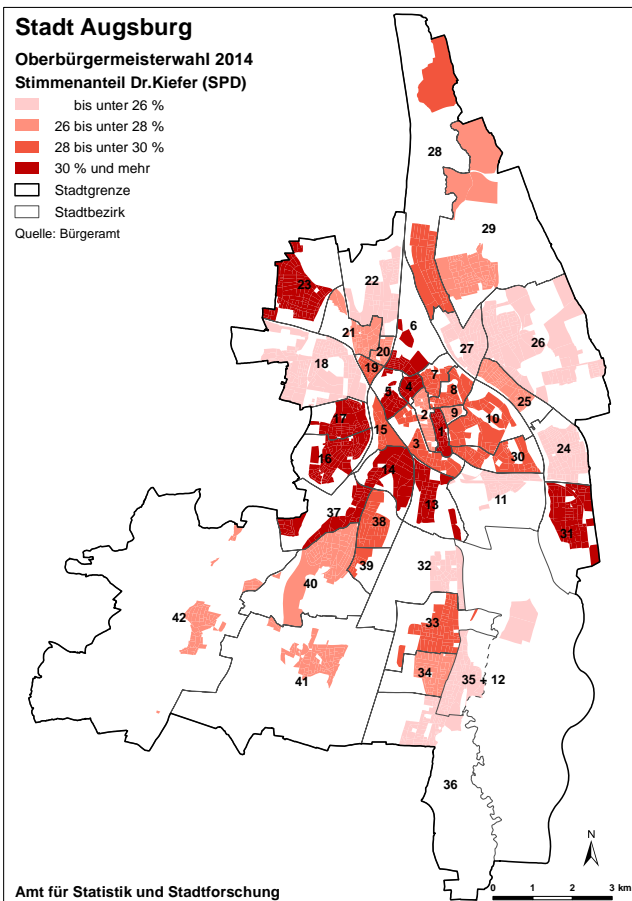 Stadt Augsburg
Oberbürgermeisterwahl 2014
Stimmenanteil Dr.Kiefer (SPD)
bis unter 26 %
26 bis unter 28 %
28 bis unter 30 %
30 % und mehr
Stadtgrenze
Stadtbezirk
Quelle: Bürgeramt
28
29
23
22
6
21
20
27
26
18
19
7
5
4
8
25
17
2
9
10
1
15
3
24
16
14
30
11
13
31
37
38
32
39
40
42
33
34
41
35 + 12
36
N
Amt für Statistik und Stadtforschung
0 1 2 3 km